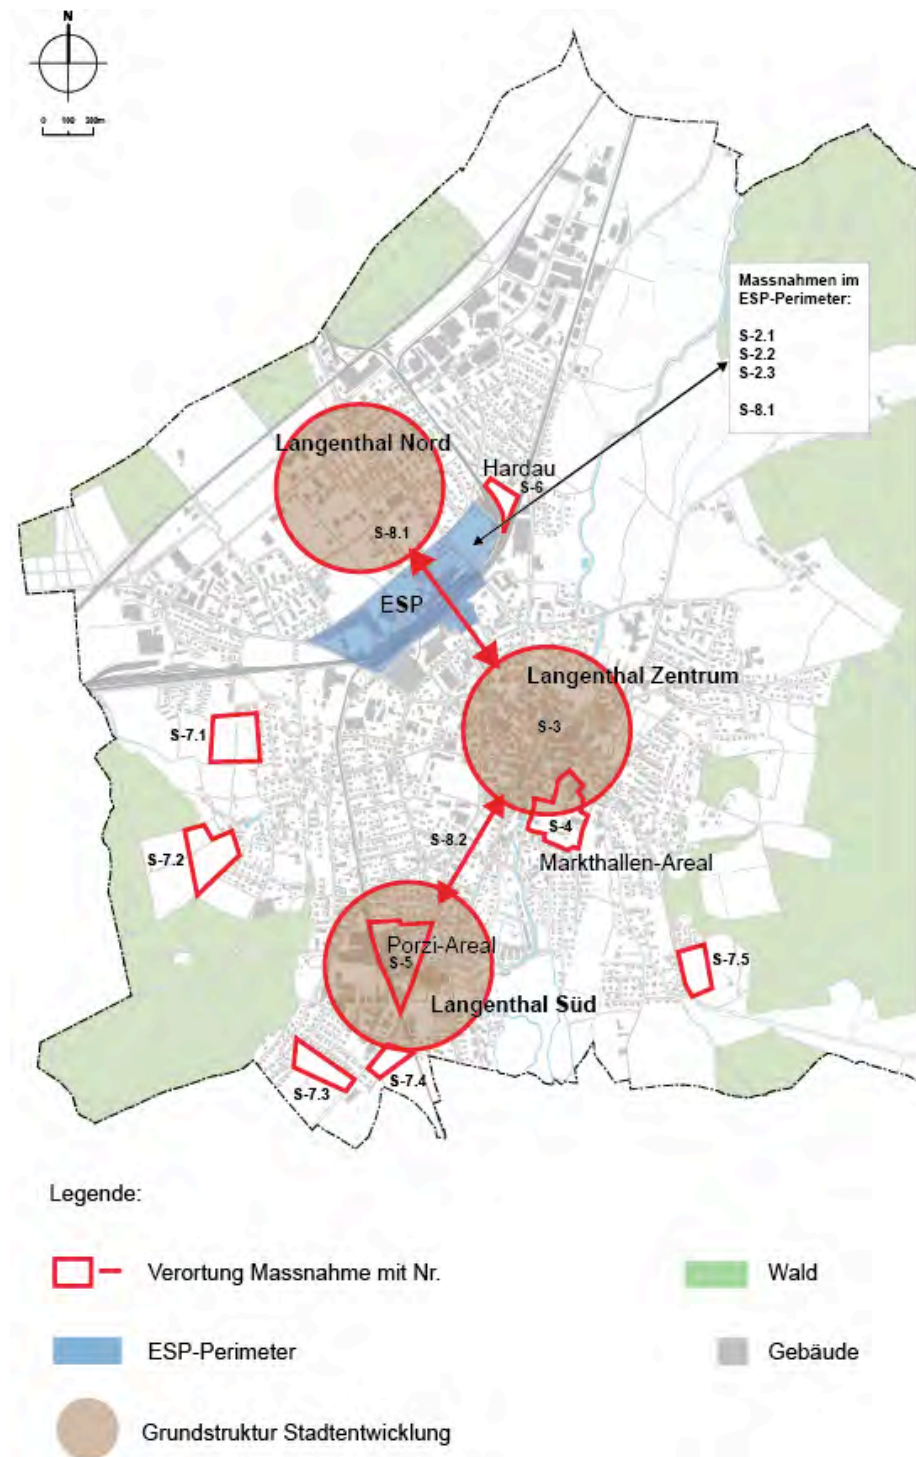 N
0 100 300m
Massnahmen im
ESP-Perimeter:
S-2.1
S-2.2
S-2.3
S-8.1
Langenthal Nord
Hardau
S-6
S-8.1
ESP
Langenthal Zentrum
S-3
S-7.1
S-4
S-8.2
S-7.2
Markthallen-Areal
Porzi-Areal
S-5
S-7.5
Langenthal Süd
S-7.4
S-7.3
Legende:
Verortung Massnahme mit Nr.
Wald
ESP-Perimeter
Gebäude
Grundstruktur Stadtentwicklung